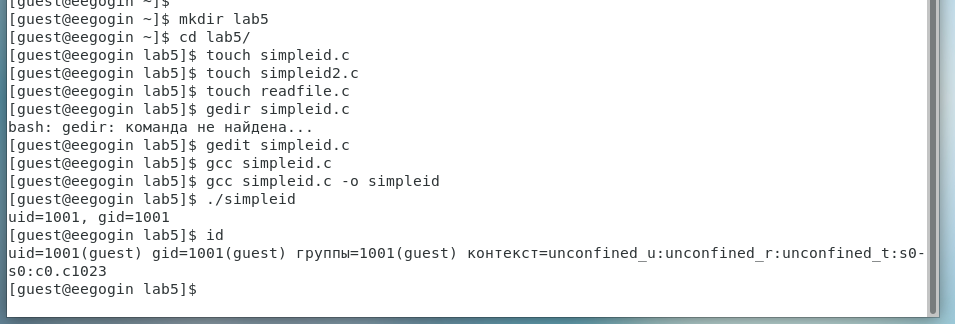 [guest@eegogin ~]$
[guest@eegogin ~]$ mkdir lab5
[guest@eegogin ~]$ cd lab5/
[guest@eegogin lab5]$ touch simpleid.c
[guest@eegogin lab5]$ touch simpleid2.c
[guest@eegogin lab5]$ touch readfile.c
[guest@eegogin lab5]$ gedir simpleid.c
bash: gedir: команда не найдена...
[guest@eegogin lab5]$ gedit simpleid.c
[guest@eegogin lab5]$ gcc simpleid.c
[guest@eegogin lab5]$ gcc simpleid.c -o simpleid
[guest@eegogin lab5]$ ./simpleid
uid=1001, gid=1001
[guest@eegogin lab5]$ id
uid=1001(guest) gid=1001(guest) группы=1001(guest) контекст=unconfined_u:unconfined_r:unconfined_t:s0-
s0:c0.c1023
[guest@eegogin lab5]$